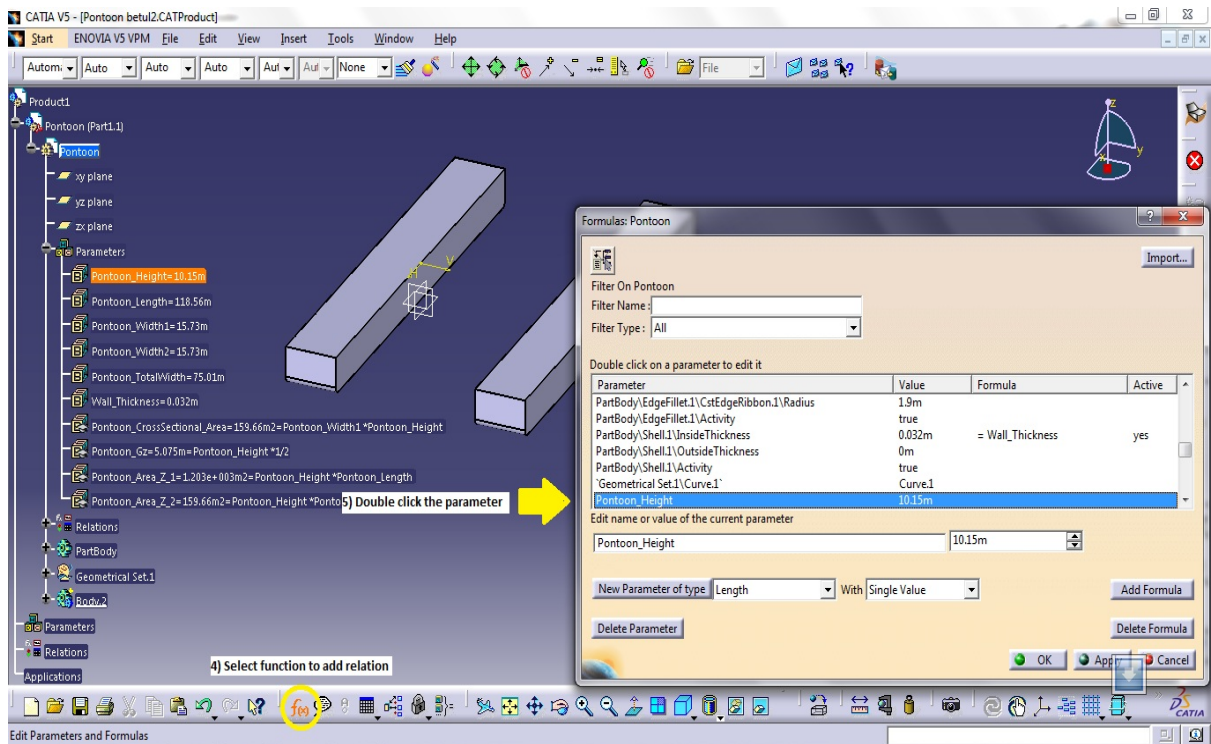 CATIA V5 - [Pontoon betul2.CATProduct]
Start ENOVIA V5 VPM File Edit View Insert Tools Window Help
Auto Auto Auto None File
Product1
Pontoon (Part1.1)
Pontoon
xy plane
yz plane
zx plane
Parameters
Pontoon_Height=10.15m
Pontoon_Length=118.56m
Pontoon_Width1=15.73m
Pontoon_Width2=15.73m
Pontoon_TotalWidth=75.01m
Wall_Thickness=0.032m
Pontoon_CrossSectional_Area=159.66m2=Pontoon_Width1 *Pontoon_Height
Pontoon_Gz=5.075m=Pontoon_Height *1/2
Pontoon_Area_Z_1=1.203e+003m2=Pontoon_Height *Pontoon_Length
Pontoon_Area_Z_2=159.66m2=Pontoon_Height *Ponto
5) Double click the parameter
Relations
PartBody
Geometrical Set.1
Body.2
Parameters
Relations
Applications
4) Select function to add relation
z
y
x
y
Formulas: Pontoon
Import...
Filter On Pontoon
Filter Name :
Filter Type : All
Double click on a parameter to edit it
Parameter Value Formula Active
PartBody\EdgeFillet.1\CstEdgeRibbon.1\Radius 1.9m
PartBody\EdgeFillet.1\Activity true
PartBody\Shell.1\InsideThickness 0.032m = Wall_Thickness yes
PartBody\Shell.1\OutsideThickness 0m
PartBody\Shell.1\Activity true
`Geometrical Set.1\Curve.1` Curve.1
Pontoon_Height 10.15m
Edit name or value of the current parameter
Pontoon_Height 10.15m
New Parameter of type Length With Single Value Add Formula
Delete Parameter Delete Formula
OK Cancel
f(x)
CATIA
Edit Parameters and Formulas